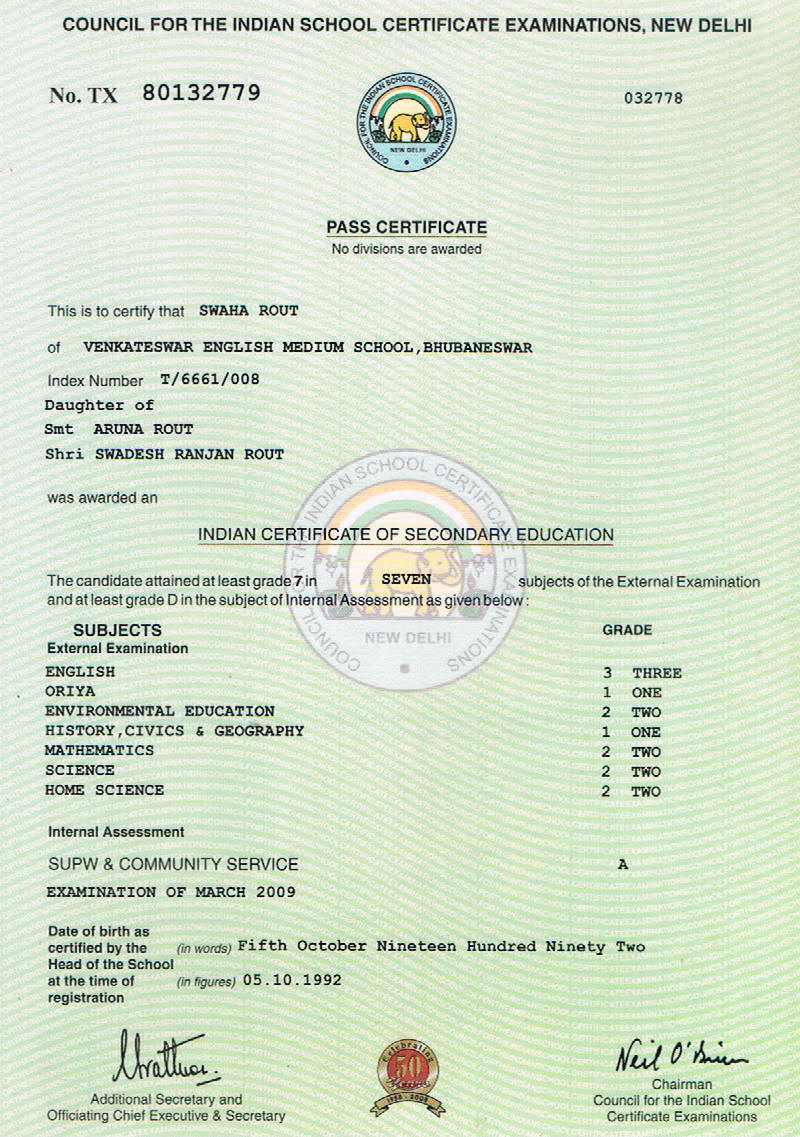 COUNCIL FOR THE INDIAN SCHOOL CERTIFICATE EXAMINATIONS, NEW DELHI
No. TX 80132779
032778
COUNCIL FOR THE INDIAN SCHOOL CERTIFICATE EXAMINATIONS
NEW DELHI
PASS CERTIFICATE
No divisions are awarded
This is to certify that SWAHA ROUT
of VENKATESWAR ENGLISH MEDIUM SCHOOL,BHUBANESWAR
Index Number T/6661/008
Daughter of
Smt ARUNA ROUT
Shri SWADESH RANJAN ROUT
was awarded an
INDIAN CERTIFICATE OF SECONDARY EDUCATION
COUNCIL FOR THE INDIAN SCHOOL CERTIFICATE EXAMINATIONS
NEW DELHI
The candidate attained at least grade 7 in SEVEN subjects of the External Examination
and at least grade D in the subject of Internal Assessment as given below :
SUBJECTS GRADE
External Examination
ENGLISH 3 THREE
ORIYA 1 ONE
ENVIRONMENTAL EDUCATION 2 TWO
HISTORY,CIVICS & GEOGRAPHY 1 ONE
MATHEMATICS 2 TWO
SCIENCE 2 TWO
HOME SCIENCE 2 TWO
Internal Assessment
SUPW & COMMUNITY SERVICE A
EXAMINATION OF MARCH 2009
Date of birth as
certified by the (in words) Fifth October Nineteen Hundred Ninety Two
Head of the School
at the time of (in figures) 05.10.1992
registration
Neil O'Brien
Celebrating
50
Additional Secretary and
Officiating Chief Executive & Secretary
Chairman
Council for the Indian School
Certificate Examinations